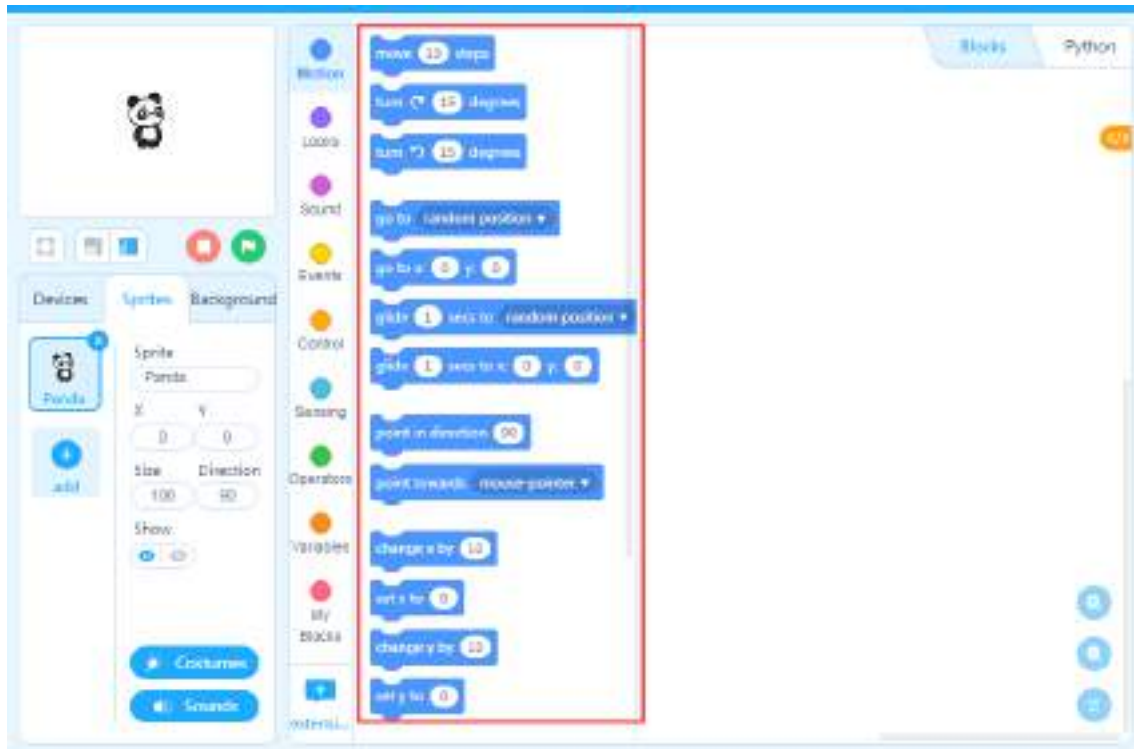 Blocks Python
Motion
Looks
Sound
Events
Control
Sensing
Operators
Variables
My
Blocks
move 10 steps
turn 15 degrees
turn 15 degrees
go to random position
go to x: 0 y: 0
glide 1 secs to random position
glide 1 secs to x: 0 y: 0
point in direction 90
point towards mouse-pointer
change x by 10
set x to 0
change y by 10
set y to 0
Devices Sprites Background
Panda
add
Sprite
Panda
X Y
0 0
Size Direction
100 90
Show
Costumes
Sounds